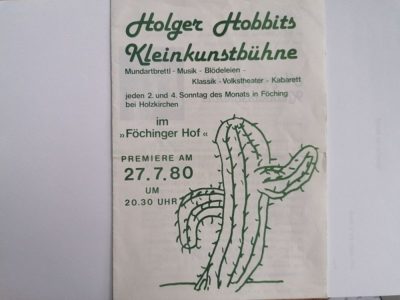 Holger Hobbits
Kleinkunstbühne
Mundartbrettl - Musik - Blödeleien -
Klassik - Volkstheater - Kabarett
jeden 2. und 4. Sonntag des Monats in Föching
bei Holzkirchen
im
»Föchinger Hof«
PREMIERE AM
27.7.80
UM
20.30 UHR